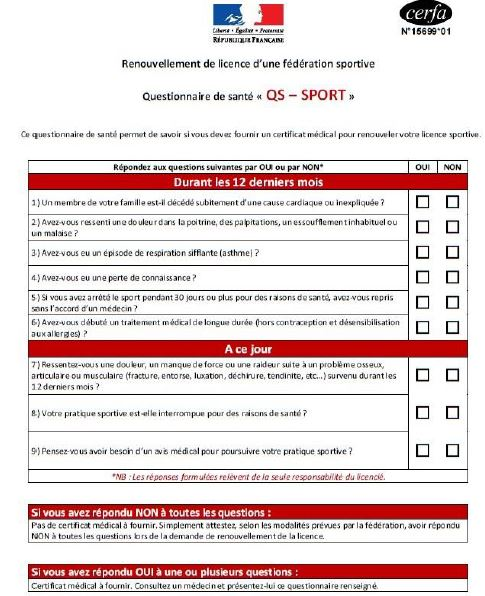 Liberté • Égalité • Fraternité
RÉPUBLIQUE FRANÇAISE
cerfa
N°15699*01
Renouvellement de licence d'une fédération sportive
Questionnaire de santé « QS – SPORT »
Ce questionnaire de santé permet de savoir si vous devez fournir un certificat médical pour renouveler votre licence sportive.
Répondez aux questions suivantes par OUI ou par NON* OUI NON
Durant les 12 derniers mois
1) Un membre de votre famille est-il décédé subitement d'une cause cardiaque ou inexpliquée ?
2) Avez-vous ressenti une douleur dans la poitrine, des palpitations, un essoufflement inhabituel ou
un malaise ?
3) Avez-vous eu un épisode de respiration sifflante (asthme) ?
4) Avez-vous eu une perte de connaissance ?
5) Si vous avez arrêté le sport pendant 30 jours ou plus pour des raisons de santé, avez-vous repris
sans l'accord d'un médecin ?
6) Avez-vous débuté un traitement médical de longue durée (hors contraception et désensibilisation
aux allergies) ?
A ce jour
7) Ressentez-vous une douleur, un manque de force ou une raideur suite à un problème osseux,
articulaire ou musculaire (fracture, entorse, luxation, déchirure, tendinite, etc...) survenu durant les
12 derniers mois ?
8) Votre pratique sportive est-elle interrompue pour des raisons de santé ?
9) Pensez-vous avoir besoin d'un avis médical pour poursuivre votre pratique sportive ?
*NB : Les réponses formulées relèvent de la seule responsabilité du licencié.
Si vous avez répondu NON à toutes les questions :
Pas de certificat médical à fournir. Simplement attestez, selon les modalités prévues par la fédération, avoir répondu
NON à toutes les questions lors de la demande de renouvellement de la licence.
Si vous avez répondu OUI à une ou plusieurs questions :
Certificat médical à fournir. Consultez un médecin et présentez-lui ce questionnaire renseigné.